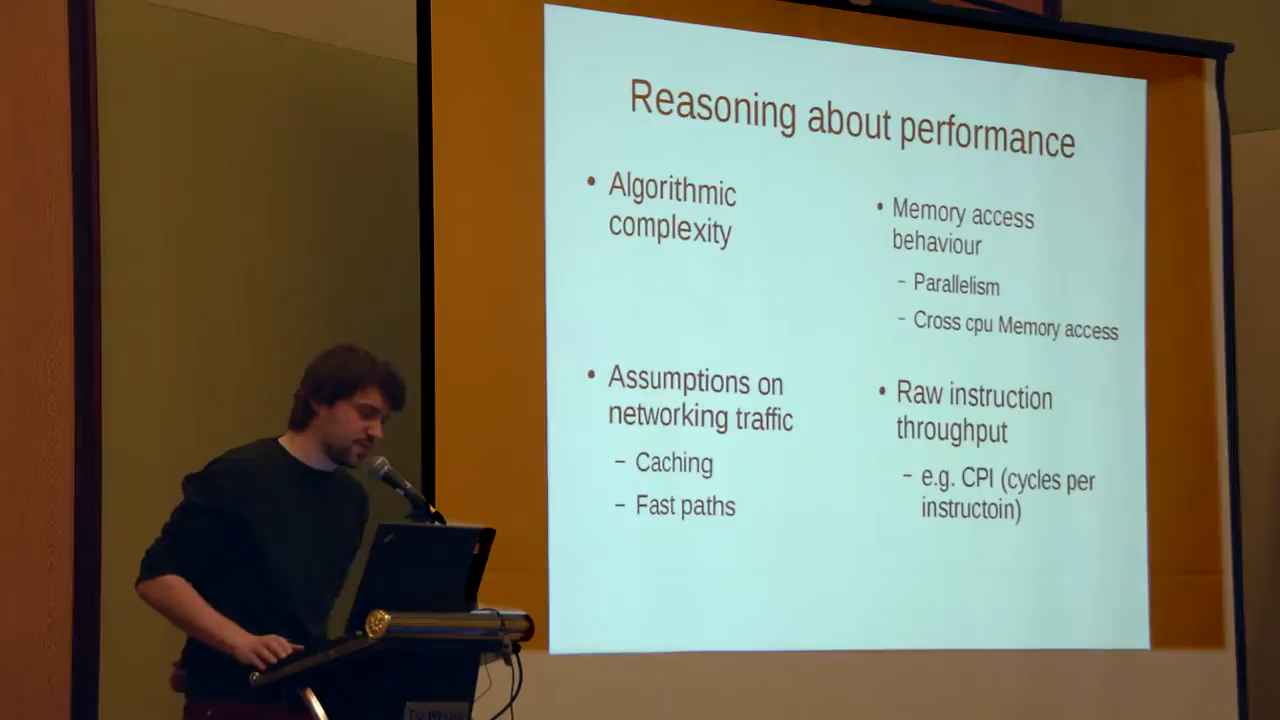 Reasoning about performance
• Algorithmic
complexity
• Assumptions on
networking traffic
– Caching
– Fast paths
• Memory access
behaviour
– Parallelism
– Cross cpu Memory access
• Raw instruction
throughput
– e.g. CPI (cycles per
instructoin)